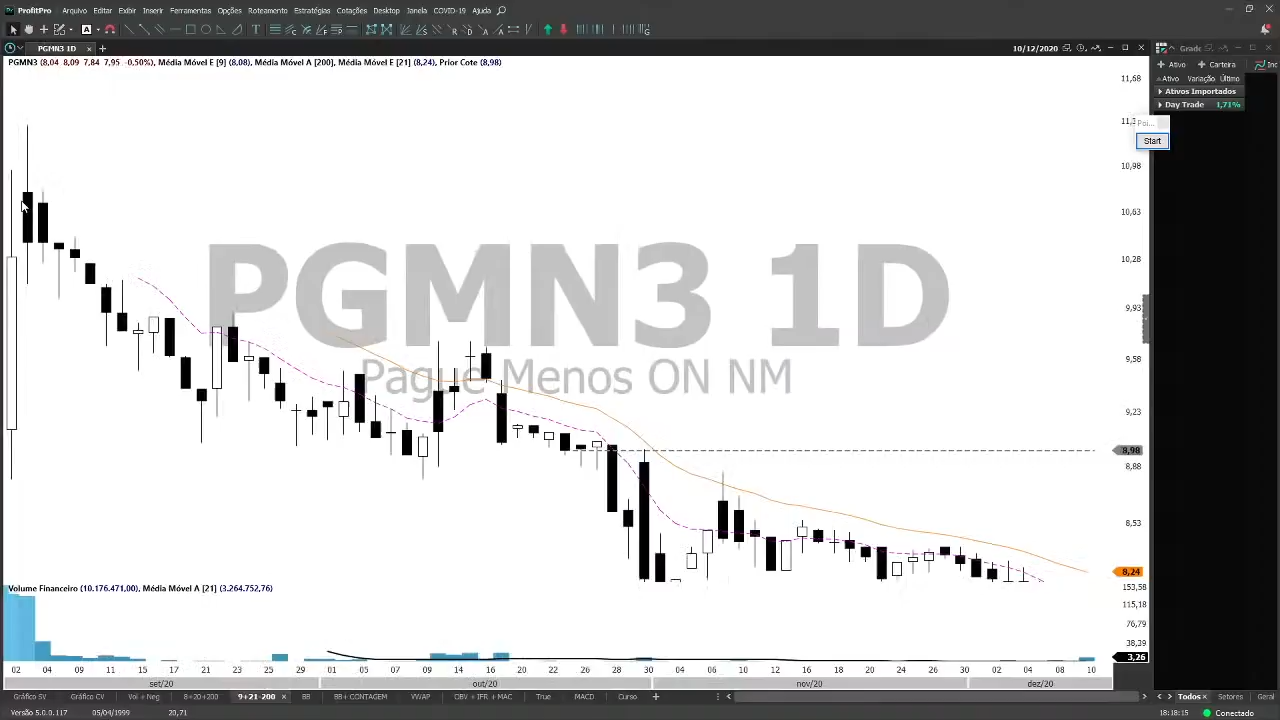 ProfitPro Arquivo Editar Exibir Inserir Ferramentas Opções Roteamento Estratégias Cotações Desktop Janela COVID-19 Ajuda
PGMN3 1D
10/12/2020
Grade
PGMN3 (8,04 8,09 7,84 7,95 -0,50%), Média Móvel E [9] (8,08), Média Móvel A [200], Média Móvel E [21] (8,24), Prior Cote (8,98)
Ativo Carteira
Ativo Variação Último
Ativos Importados
Day Trade 1,71%
Start
11,68
10,98
10,63
10,28
9,93
9,58
9,23
8,98
8,88
8,53
8,24
PGMN3 1D
Pague Menos ON NM
Volume Financeiro (10.176.471,00), Média Móvel A [21] (3.264.752,76)
153,58
115,18
76,79
38,39
3,26
02 04 09 11 15 17 21 23 25 29 01 05 07 09 14 16 20 22 26 28 30 04 06 10 12 16 18 20 24 26 30 02 04 08 10
set/20 out/20 nov/20 dez/20
Gráfico SV Gráfico CV Vol + Neg 8+20+200 9+21-200 BB BB+ CONTAGEM VWAP OBV + IFR + MAC True MACD Curso
Todos Setores Geral
Versão 5.0.0.117 05/04/1999 20,71
18:18:15 Conectado